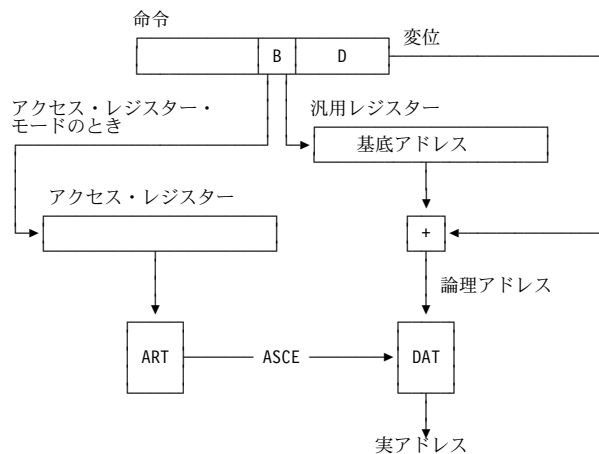 命令
B
D
変位
アクセス・レジスター・
モードのとき
汎用レジスター
基底アドレス
アクセス・レジスター
+
論理アドレス
ART
ASCE
DAT
実アドレス